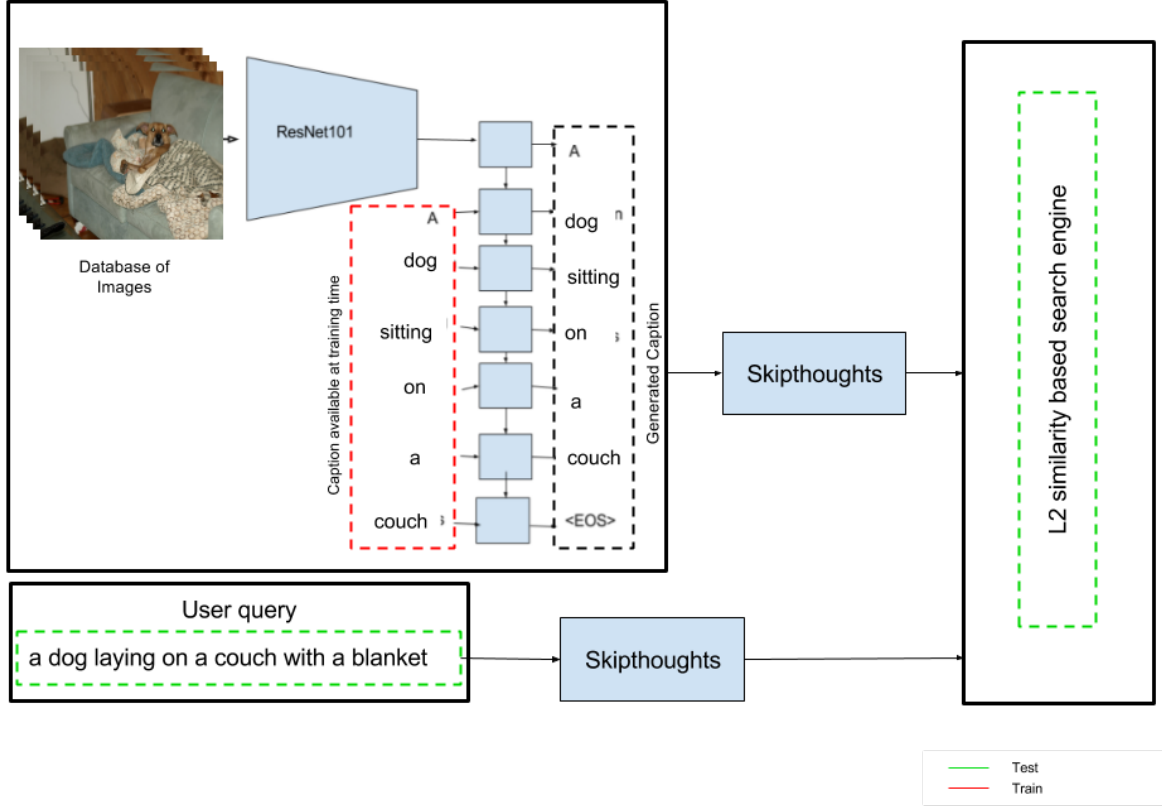 ResNet101
Database of
Images
Caption available at training time
A
dog
sitting
on
a
couch
A
dog
sitting
on
a
couch
<EOS>
Generated Caption
Skipthoughts
L2 similarity based search engine
User query
a dog laying on a couch with a blanket
Skipthoughts
Test
Train